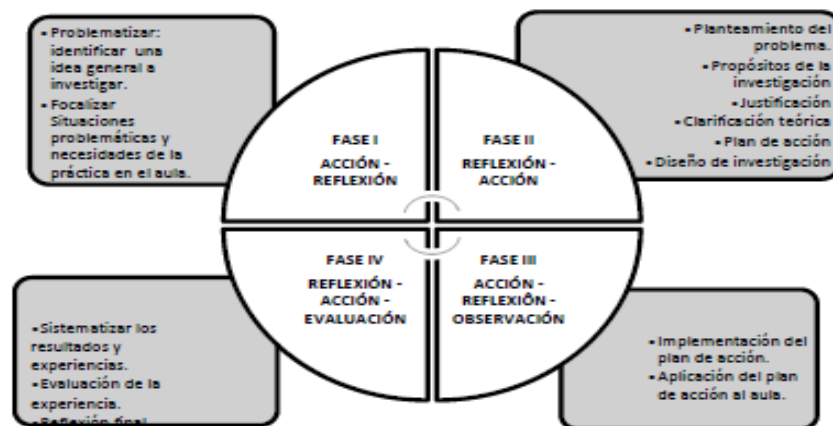 • Problematizar:
identificar una
idea general a
investigar.
• Focalizar
Situaciones
problemáticas y
necesidades de la
práctica en el aula.
• Planteamiento del
problema.
• Propósitos de la
investigación
• Justificación
• Clarificación teórica
• Plan de acción
• Diseño de investigación
FASE I
ACCIÓN -
REFLEXIÓN
FASE II
REFLEXIÓN -
ACCIÓN
FASE IV
REFLEXIÓN -
ACCIÓN -
EVALUACIÓN
FASE III
ACCIÓN -
REFLEXIÔN -
OBSERVACIÓN
• Sistematizar los
resultados y
experiencias.
• Evaluación de la
experiencia.
• Reflexión final
• Implementación del
plan de acción.
• Aplicación del plan
de acción al aula.